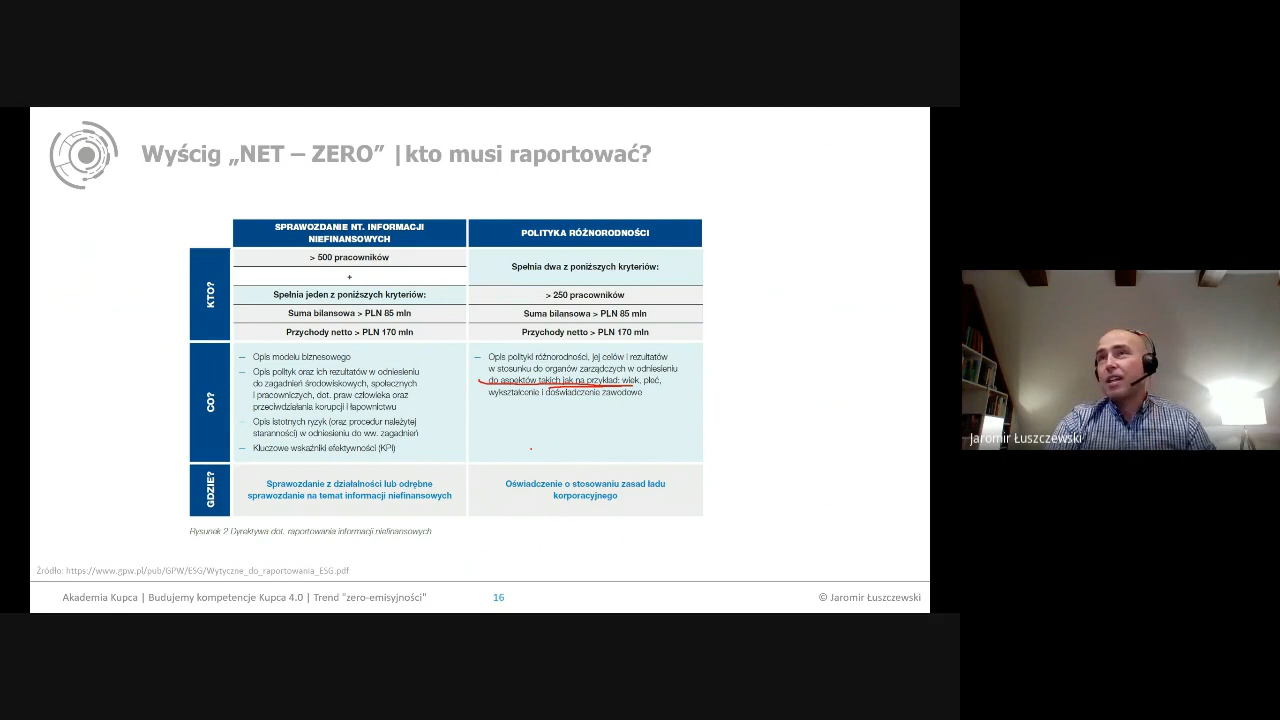 Wyścig „NET – ZERO” | kto musi raportować?
SPRAWOZDANIE NT. INFORMACJI
NIEFINANSOWYCH
POLITYKA RÓŻNORODNOŚCI
KTO?
> 500 pracowników
+
Spełnia jeden z poniższych kryteriów:
Suma bilansowa > PLN 85 mln
Przychody netto > PLN 170 mln
Spełnia dwa z poniższych kryteriów:
> 250 pracowników
Suma bilansowa > PLN 85 mln
Przychody netto > PLN 170 mln
CO?
— Opis modelu biznesowego
— Opis polityk oraz ich rezultatów w odniesieniu
do zagadnień środowiskowych, społecznych
i pracowniczych, dot. praw człowieka oraz
przeciwdziałania korupcji i łapownictwu
— Opis istotnych ryzyk (oraz procedur należytej
staranności) w odniesieniu do ww. zagadnień
— Kluczowe wskaźniki efektywności (KPI)
— Opis polityki różnorodności, jej celów i rezultatów
w stosunku do organów zarządczych w odniesieniu
do aspektów takich jak na przykład: wiek, płeć,
wykształcenie i doświadczenie zawodowe
GDZIE?
Sprawozdanie z działalności lub odrębne
sprawozdanie na temat informacji niefinansowych
Oświadczenie o stosowaniu zasad ładu
korporacyjnego
Rysunek 2 Dyrektywa dot. raportowania informacji niefinansowych
Źródło: https://www.gpw.pl/pub/GPW/ESG/Wytyczne_do_raportowania_ESG.pdf
Akademia Kupca | Budujemy kompetencje Kupca 4.0 | Trend "zero-emisyjności"
16
© Jaromir Łuszczewski
Jaromir Łuszczewski